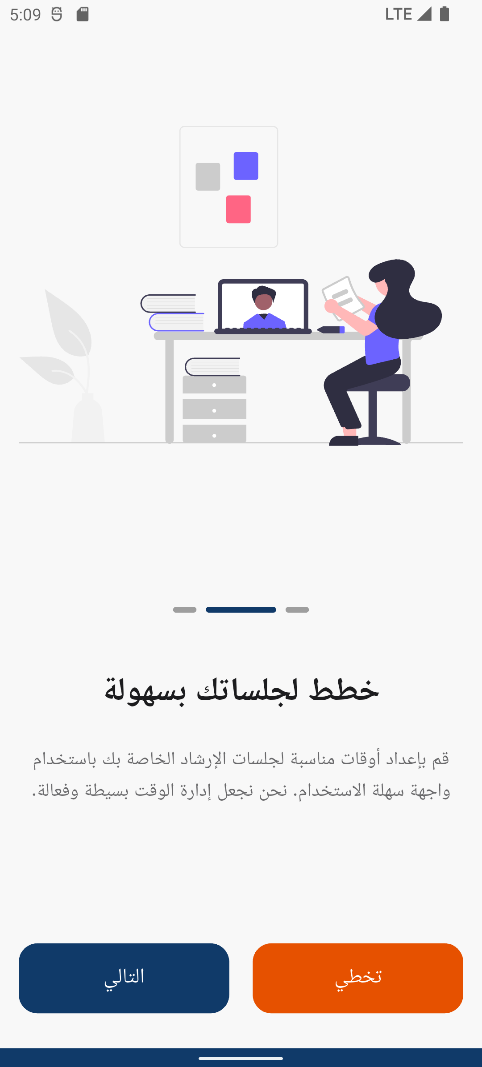 5:09
LTE
خطط لجلساتك بسهولة
قم بإعداد أوقات مناسبة لجلسات الإرشاد الخاصة بك باستخدام
واجهة سهلة الاستخدام. نحن نجعل إدارة الوقت بسيطة وفعالة.
تخطي
التالي